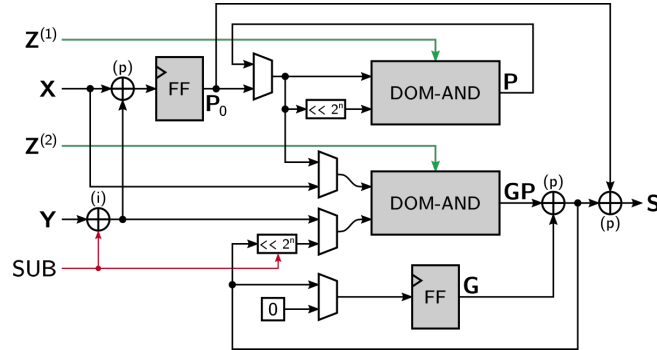 Z(1)
(p)
X
FF
P0
DOM-AND
P
<< 2n
Z(2)
(i)
Y
DOM-AND
GP
(p)
S
(p)
<< 2n
SUB
0
FF
G